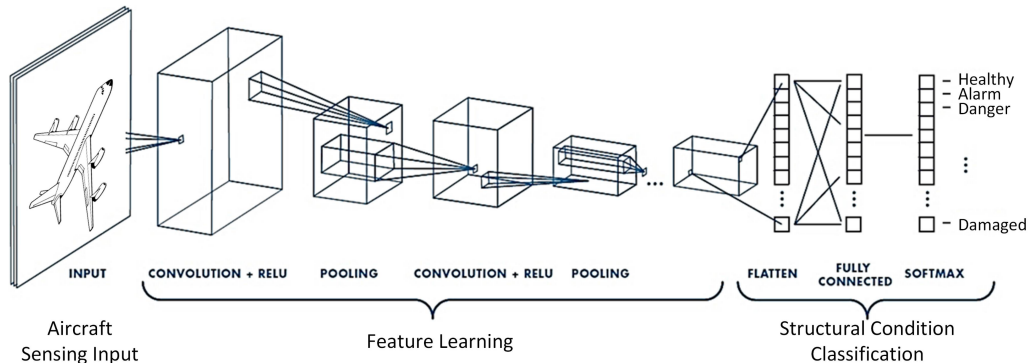 Healthy
Alarm
Danger
Damaged
INPUT
CONVOLUTION + RELU
POOLING
CONVOLUTION + RELU
POOLING
FLATTEN
FULLY
CONNECTED
SOFTMAX
Aircraft
Sensing Input
Feature Learning
Structural Condition
Classification